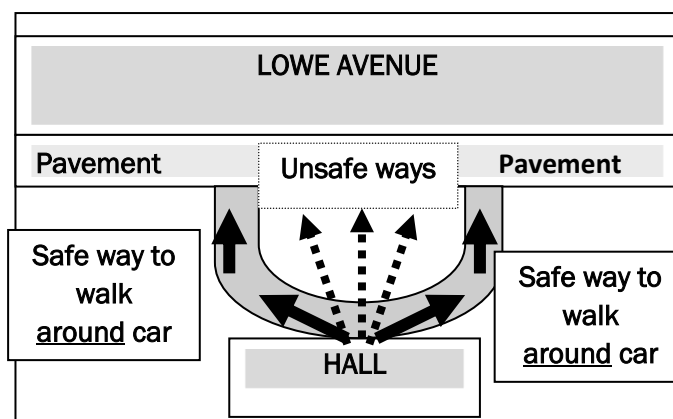 LOWE AVENUE
Pavement
Unsafe ways
Pavement
Safe way to
walk
around car
Safe way to
walk
around car
HALL